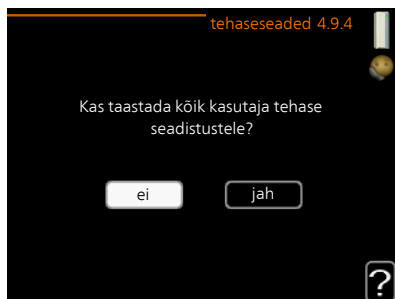 tehaseseaded 4.9.4
Kas taastada kõik kasutaja tehase
seadistustele?
ei
jah
?